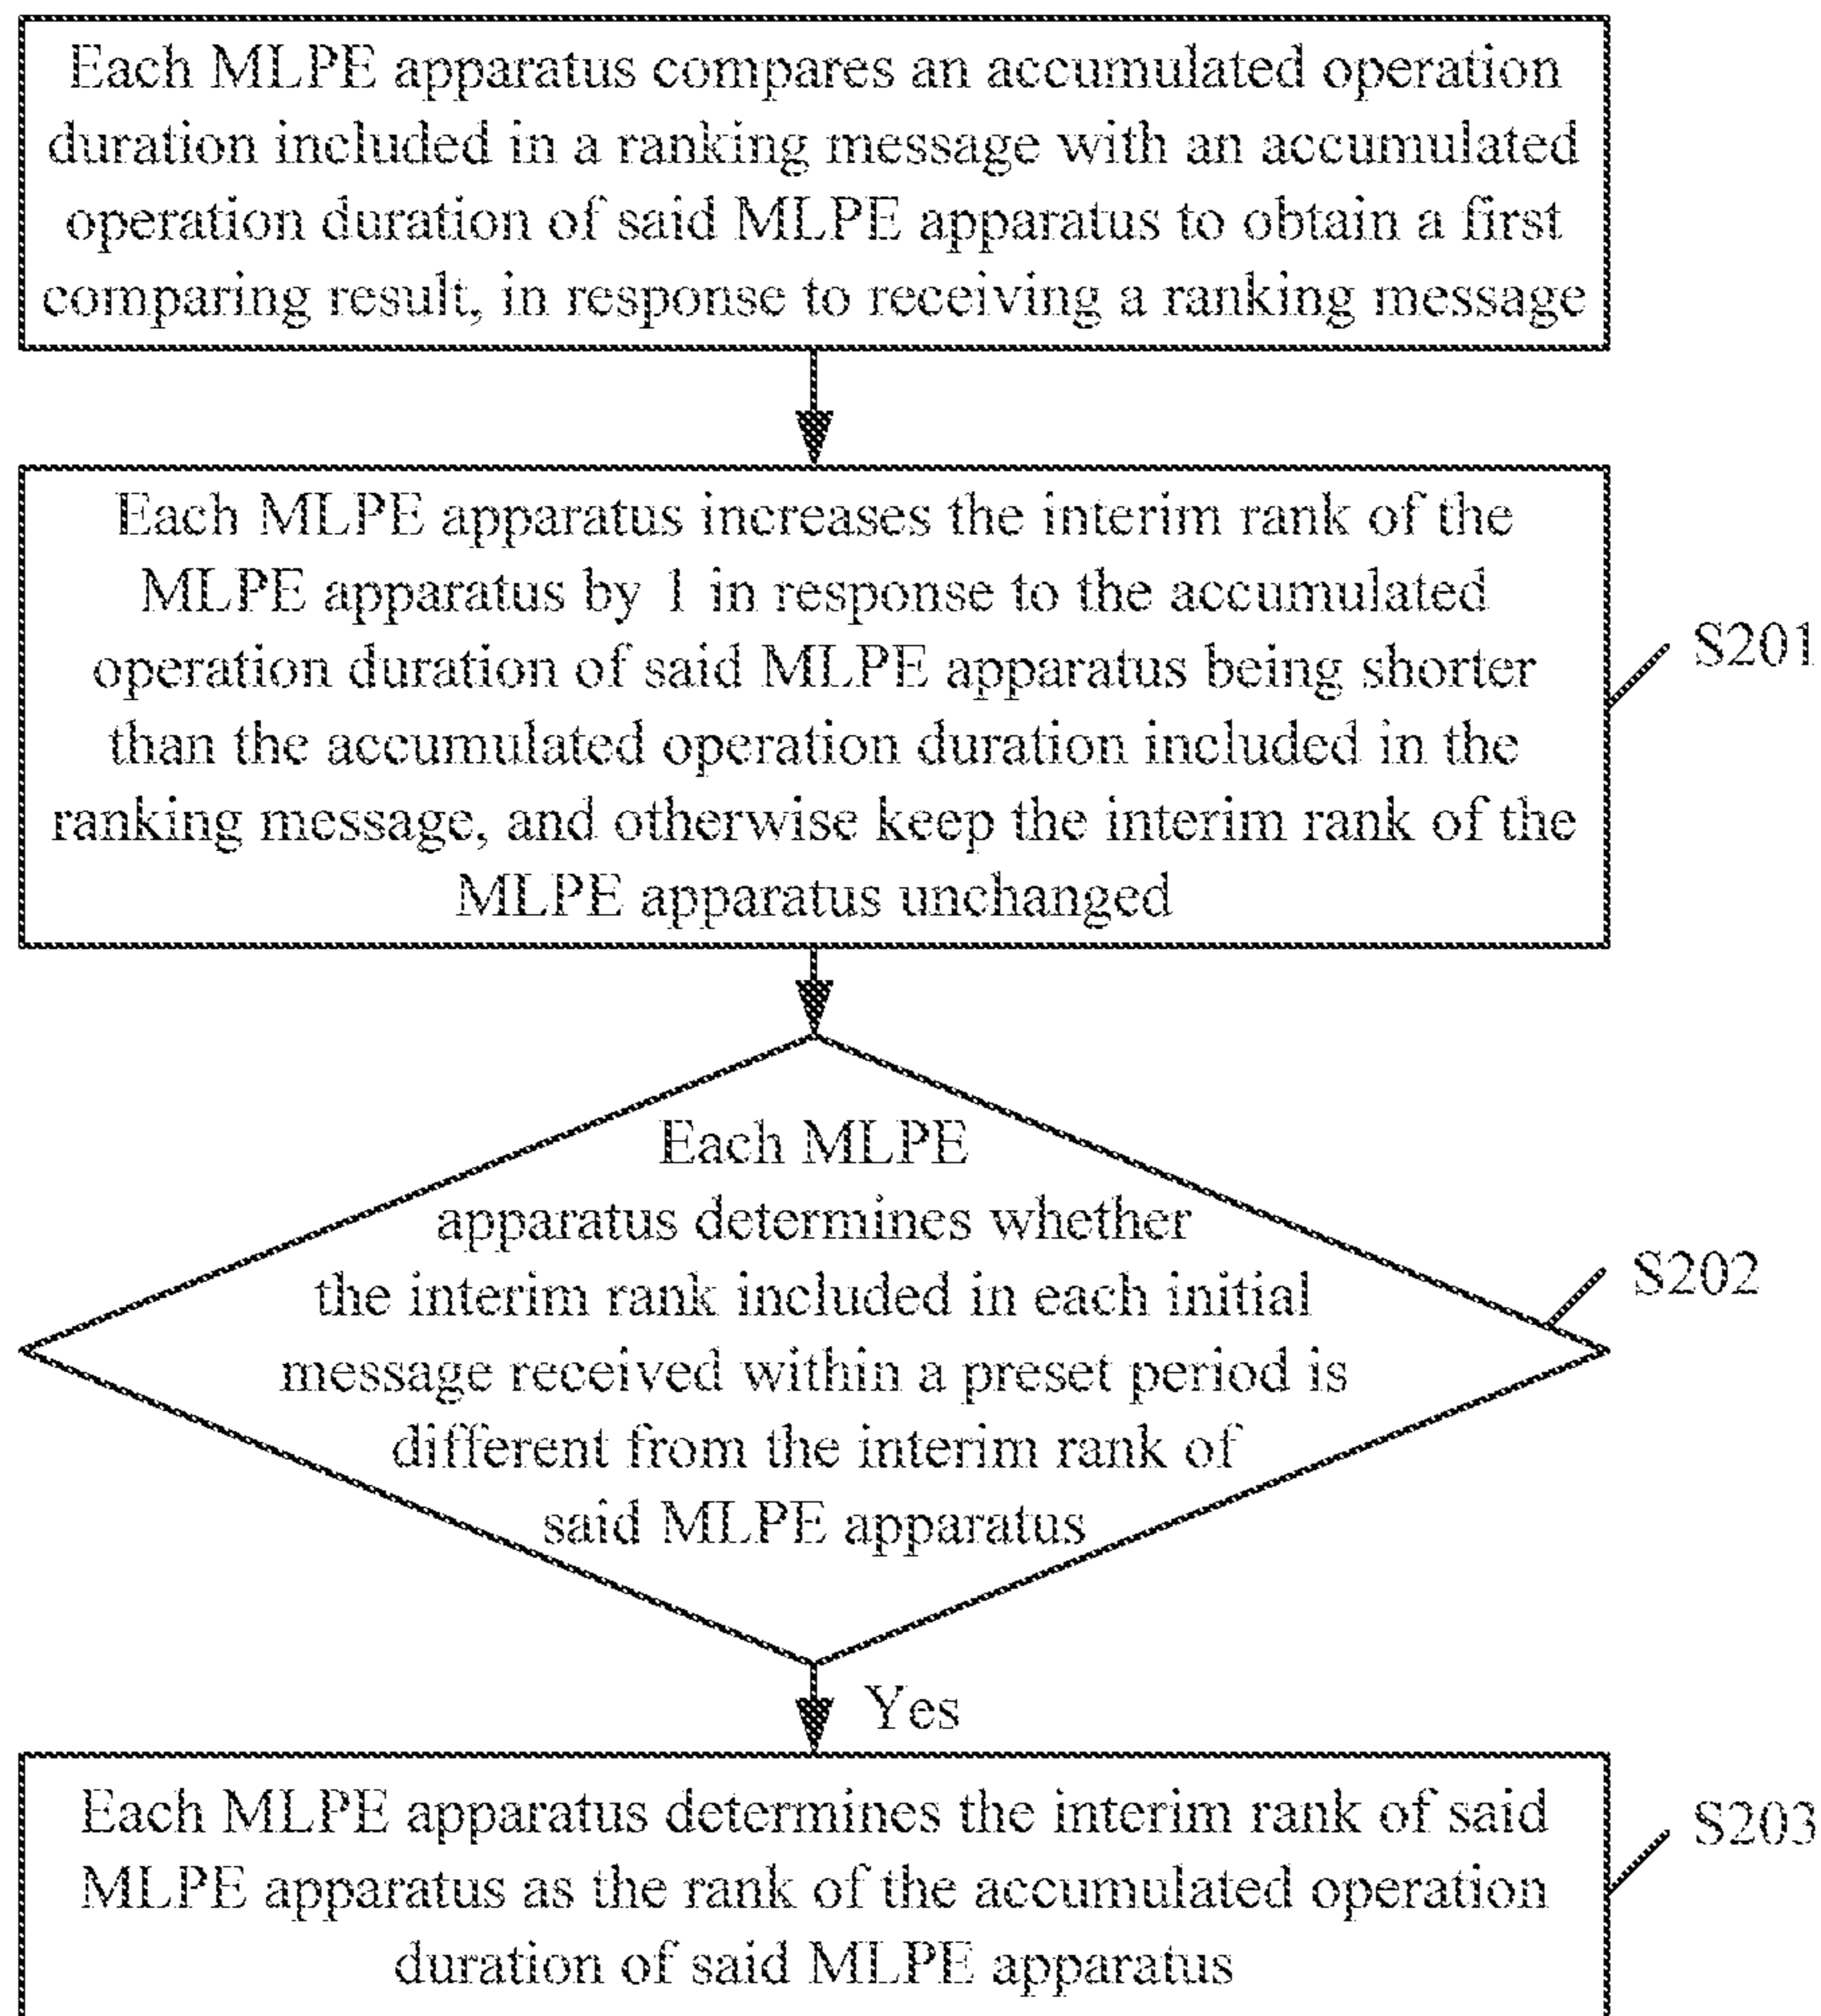 Each MLPE apparatus compares an accumulated operation
duration included in a ranking message with an accumulated
operation duration of said MLPE apparatus to obtain a first
comparing result, in response to receiving a ranking message
Each MLPE apparatus increases the interim rank of the
MLPE apparatus by 1 in response to the accumulated
operation duration of said MLPE apparatus being shorter
than the accumulated operation duration included in the
ranking message, and otherwise keep the interim rank of the
MLPE apparatus unchanged
S201
Each MLPE
apparatus determines whether
the interim rank included in each initial
message received within a preset period is
different from the interim rank of
said MLPE apparatus
S202
Yes
Each MLPE apparatus determines the interim rank of said
MLPE apparatus as the rank of the accumulated operation
duration of said MLPE apparatus
S203